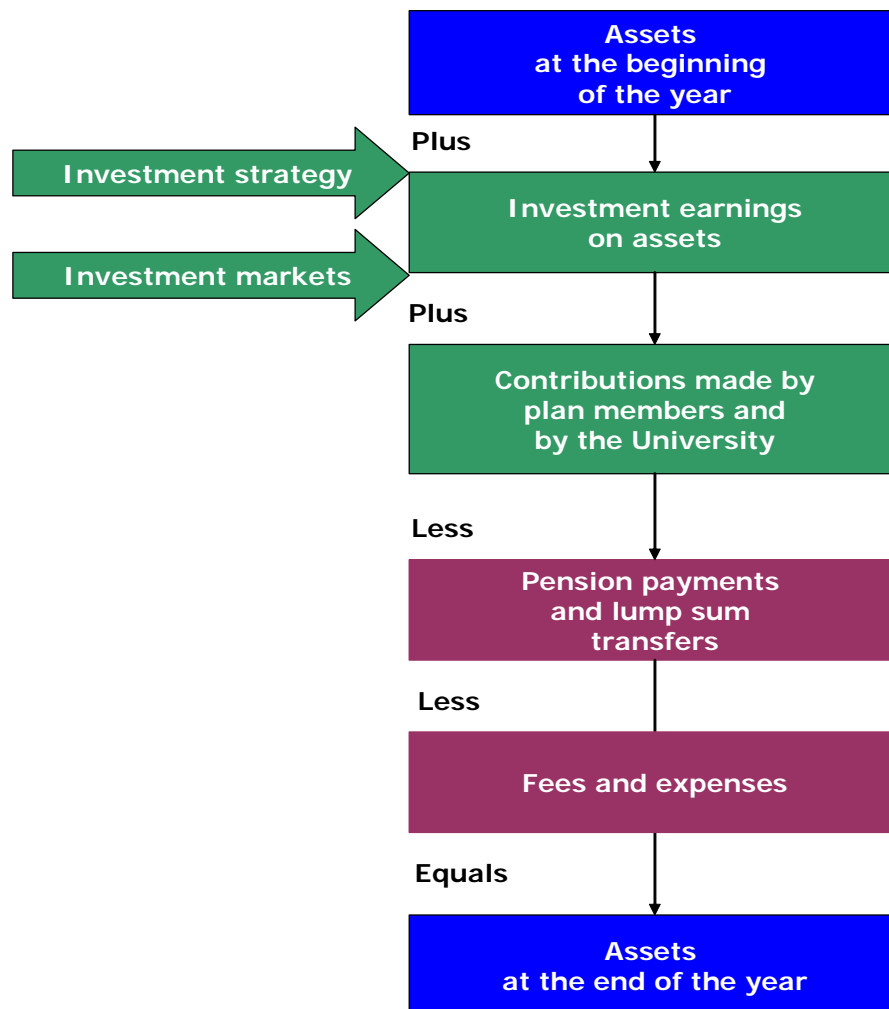 Assets
at the beginning
of the year
Plus
Investment strategy
Investment earnings
on assets
Investment markets
Plus
Contributions made by
plan members and
by the University
Less
Pension payments
and lump sum
transfers
Less
Fees and expenses
Equals
Assets
at the end of the year